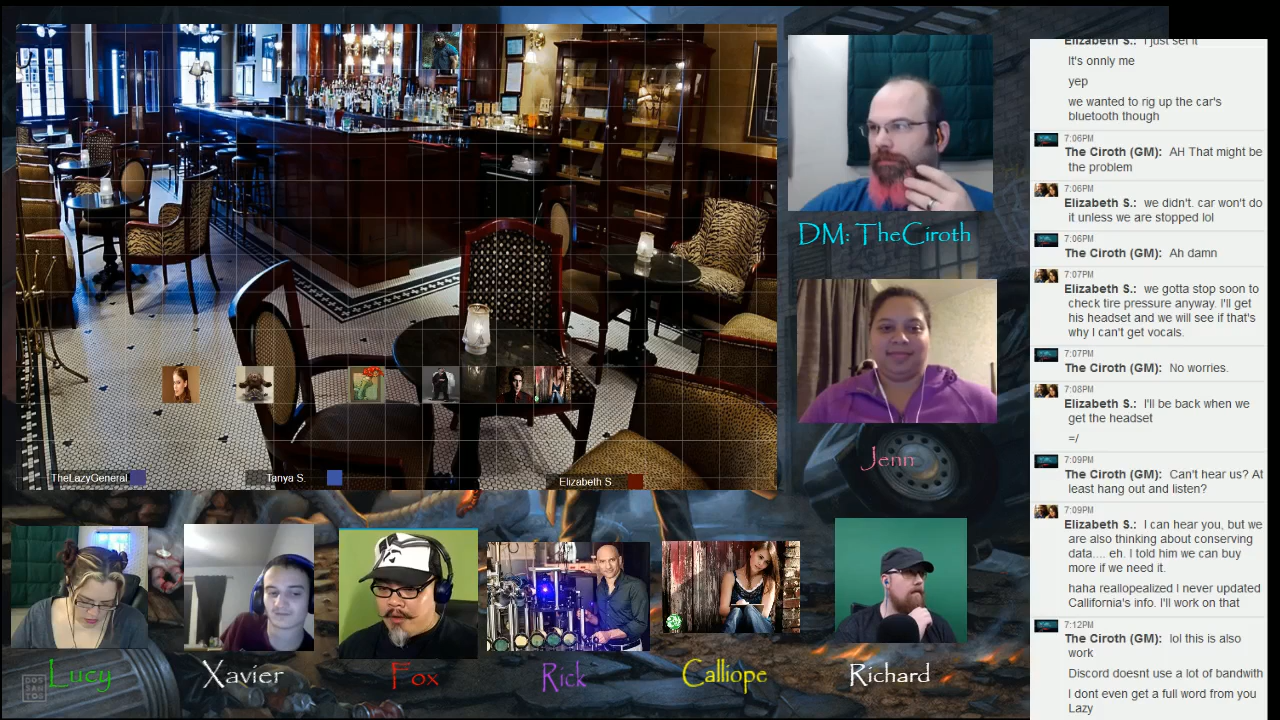 TheLazyGeneral
Tanya S.
Elizabeth S
DM: TheCiroth
Jenn
Lucy
Xavier
Fox
Rick
Calliope
Richard
DOS
SAN
TOS
Elizabeth S.: I just set it
It's onnly me
yep
we wanted to rig up the car's
bluetooth though
7:06PM
The Ciroth (GM): AH That might be
the problem
7:06PM
Elizabeth S.: we didn't. car won't do
it unless we are stopped lol
7:06PM
The Ciroth (GM): Ah damn
7:07PM
Elizabeth S.: we gotta stop soon to
check tire pressure anyway. I'll get
his headset and we will see if that's
why I can't get vocals.
7:07PM
The Ciroth (GM): No worries.
7:08PM
Elizabeth S.: I'll be back when we
get the headset
=/
7:09PM
The Ciroth (GM): Can't hear us? At
least hang out and listen?
7:09PM
Elizabeth S.: I can hear you, but we
are also thinking about conserving
data.... eh. I told him we can buy
more if we need it.
haha reallopealized I never updated
Callifornia's info. I'll work on that
7:12PM
The Ciroth (GM): lol this is also
work
Discord doesnt use a lot of bandwith
I dont even get a full word from you
Lazy